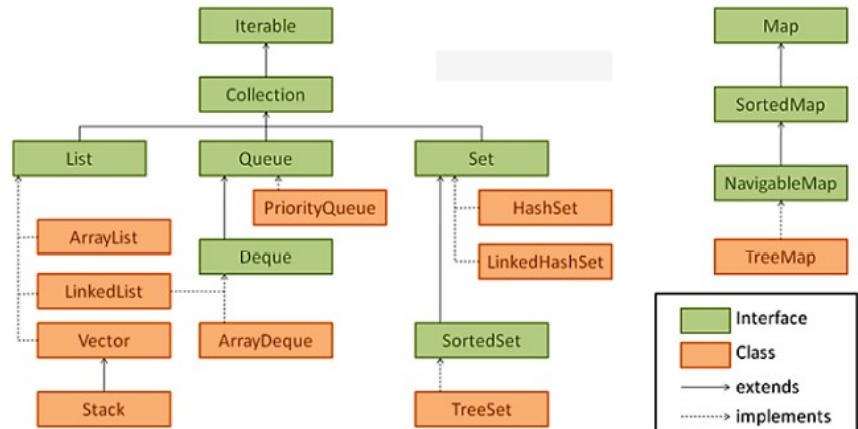 Iterable
Collection
List
Queue
Set
PriorityQueue
HashSet
ArrayList
Deque
LinkedHashSet
LinkedList
Vector
ArrayDeque
SortedSet
Stack
TreeSet
Map
SortedMap
NavigableMap
TreeMap
Interface
Class
extends
implements